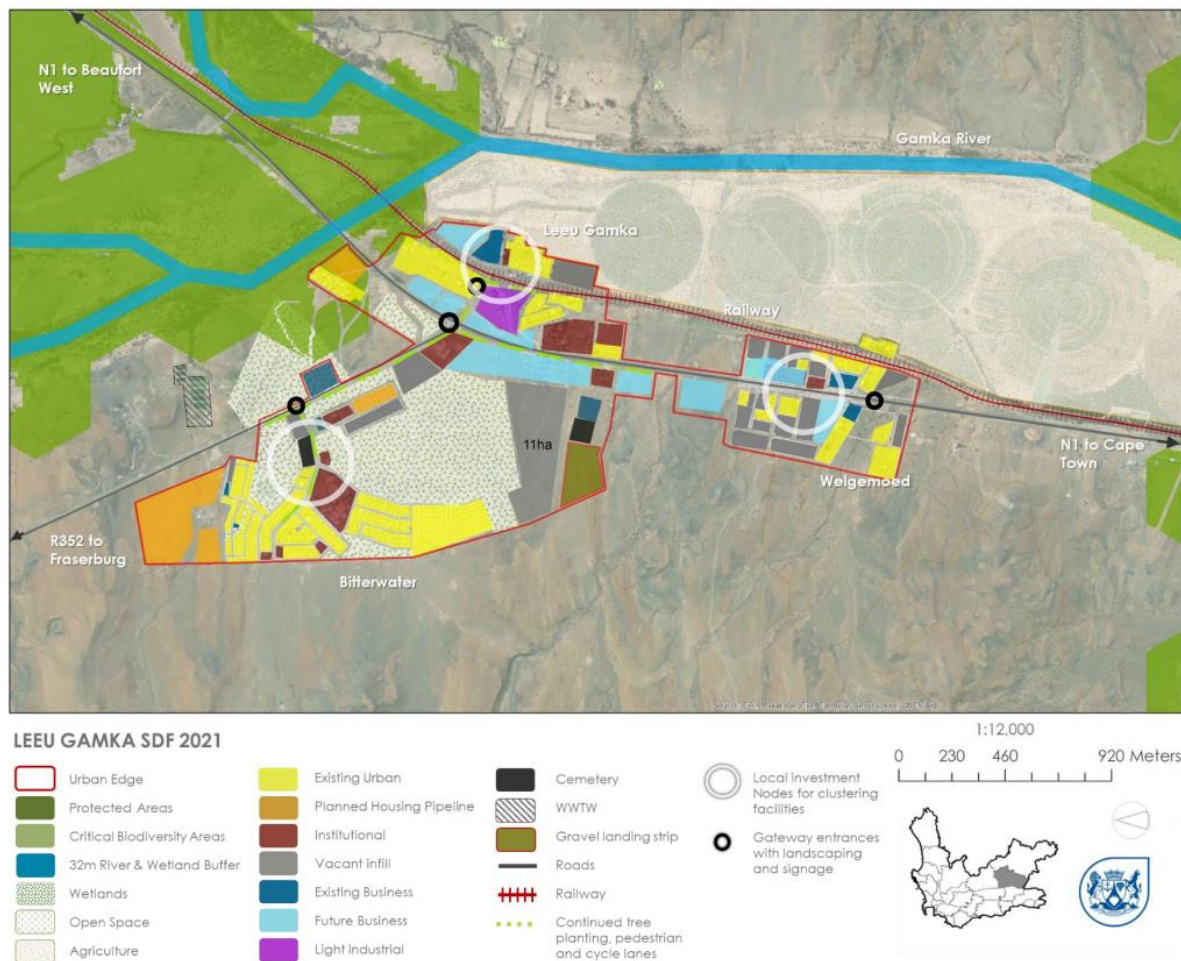 N1 to Beaufort
West
Gamka River
Leeu Gamka
Railway
11ha
N1 to Cape
Town
Welgemoed
R352 to
Fraserburg
Bitterwater
LEEU GAMKA SDF 2021
Urban Edge
Protected Areas
Critical Biodiversity Areas
32m River & Wetland Buffer
Wetlands
Open Space
Agriculture
Existing Urban
Planned Housing Pipeline
Institutional
Vacant infill
Existing Business
Future Business
Light Industrial
Cemetery
WWTW
Gravel landing strip
Roads
Railway
Continued tree
planting, pedestrian
and cycle lanes
Local investment
Nodes for clustering
facilities
Gateway entrances
with landscaping
and signage
1:12,000
0 230 460 920 Meters